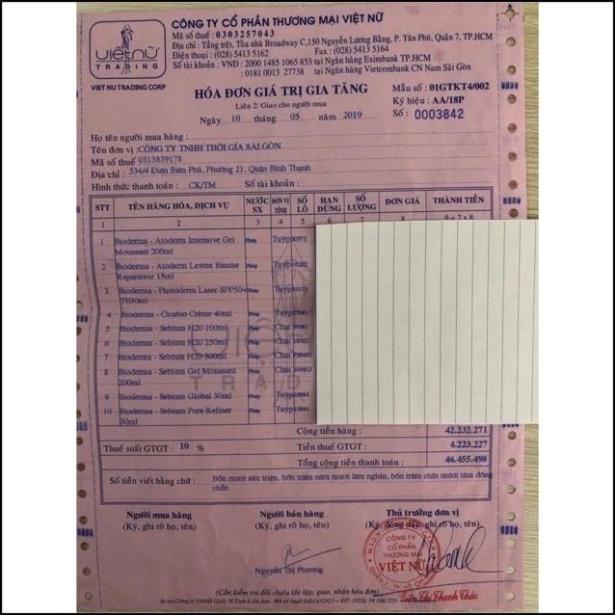 CÔNG TY CỔ PHẦN THƯƠNG MẠI VIỆT NỮ
Mã số thuế : 0303257043
Địa chỉ : Tầng trệt, Tòa nhà Broadway C,150 Nguyễn Lương Bằng, P. Tân Phú, Quận 7, TP.HCM
Điện thoại : (028) 5413 5162 Fax : (028) 5413 5164
Số tài khoản : VND : 2000 1485 1065 853 tại Ngân hàng Eximbank TP.HCM
: 0181 0013 27738 tại Ngân hàng Vietcombank CN Nam Sài Gòn
VIỆT NỮ
TRADING
VIET NU TRADING CORP
HÓA ĐƠN GIÁ TRỊ GIA TĂNG
Liên 2: Giao cho người mua
Ngày 10 tháng 05 năm 2019
Mẫu số : 01GTKT4/002
Ký hiệu : AA/18P
Số : 0003842
Họ tên người mua hàng :
Tên đơn vị :CÔNG TY TNHH THỜI GÍA SÀI GÒN
Mã số thuế 0313839178
Địa chỉ : 534/4 Điện Biên Phủ, Phường 21, Quận Bình Thạnh
Hình thức thanh toán : CK/TM Số tài khoản :
STT TÊN HÀNG HÓA, DỊCH VỤ NƯỚC SX ĐƠN VỊ TÍNH SỐ LÔ HẠN DÙNG SỐ LƯỢNG ĐƠN GIÁ THÀNH TIỀN
1 2 3 4 5 6 7 8 9 = 7 x 8
1 Bioderma - Atoderm Intensive Gel Pháp Tuýp
Moussant 200ml
2 Bioderma - Atoderm Levres Baume Pháp Tuýp
Reparateur 15ml
3 Bioderma - Photoderm Laser SPF50+ Pháp Tuýp
Tb30ml
4 Bioderma - Cicabio Crème 40ml Pháp Tuýp
5 Bioderma - Sebium H20 100ml Pháp Chai
6 Bioderma - Sebium H20 250ml Pháp Chai
7 Bioderma - Sebium H20 500ml Pháp Chai
8 Bioderma - Sebium Gel Moussant Pháp Chai
200ml
9 Bioderma - Sebium Global 30ml Pháp Tuýp
10 Bioderma - Sebium Pore Refiner Pháp Tuýp
30ml
Cộng tiền hàng : 42.232.271
Thuế suất GTGT : 10 % Tiền thuế GTGT : 4.223.227
Tổng cộng tiền thanh toán : 46.455.498
Số tiền viết bằng chữ : Bốn mươi sáu triệu, bốn trăm năm mươi lăm nghìn, bốn trăm chín mươi tám đồng
chẵn
Người mua hàng Người bán hàng Thủ trưởng đơn vị
(Ký, ghi rõ họ, tên) (Ký, ghi rõ họ, tên) (Ký, đóng dấu, ghi rõ họ, tên)
CÔNG TY
CỔ PHẦN
THƯƠNG MẠI
VIỆT NỮ
Nguyễn Thị Phương
Trần Thị Thanh Thảo
(Cần kiểm tra đối chiếu khi lập, giao, nhận hóa đơn)